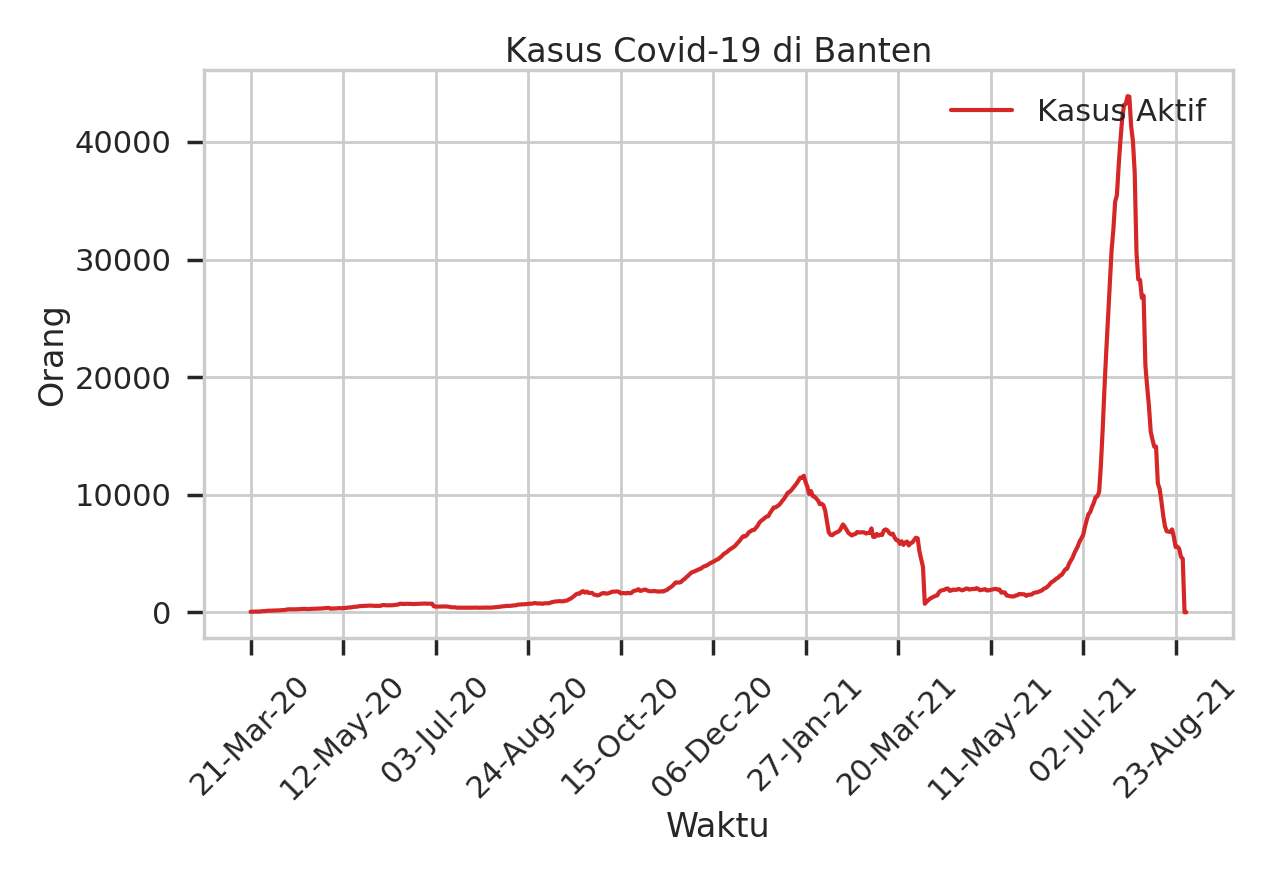 Kasus Covid-19 di Banten
Kasus Aktif
40000
30000
20000
10000
0
Orang
21-Mar-20
12-May-20
03-Jul-20
24-Aug-20
15-Oct-20
06-Dec-20
27-Jan-21
20-Mar-21
11-May-21
02-Jul-21
23-Aug-21
Waktu